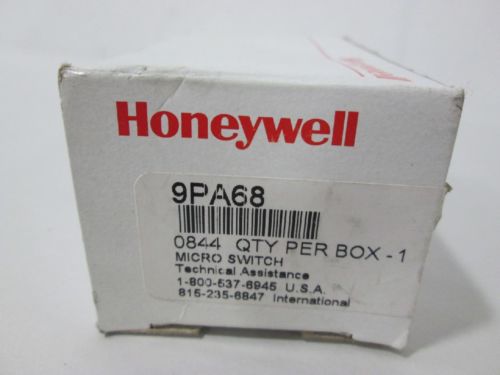 Honeywell
Honeywell
9PA68
0844 QTY PER BOX - 1
MICRO SWITCH
Technical Assistance
1-800-537-6945 U.S.A.
815-235-6847 International